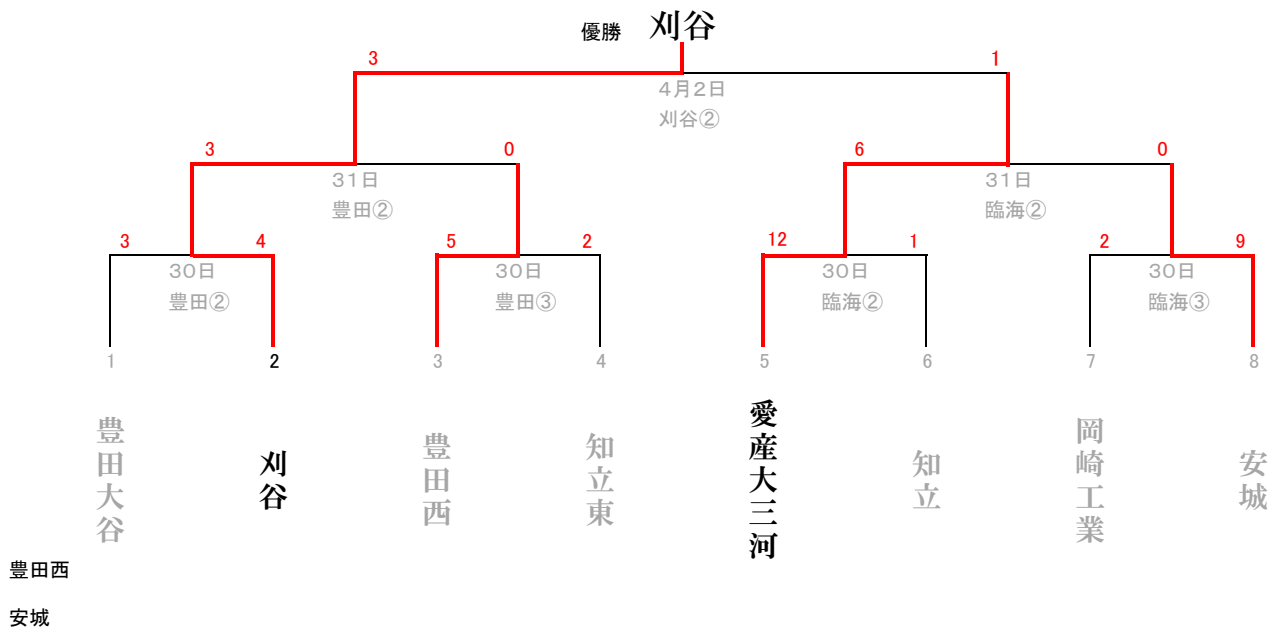 優勝 刈谷
3 1
4月2日
刈谷②
3 0 6 0
31日 31日
豊田② 臨海②
3 4 5 2 12 1 2 9
30日 30日 30日 30日
豊田② 豊田③ 臨海② 臨海③
1 2 3 4 5 6 7 8
豊田大谷
刈谷
豊田西
知立東
愛産大三河
知立
岡崎工業
安城
豊田西
安城